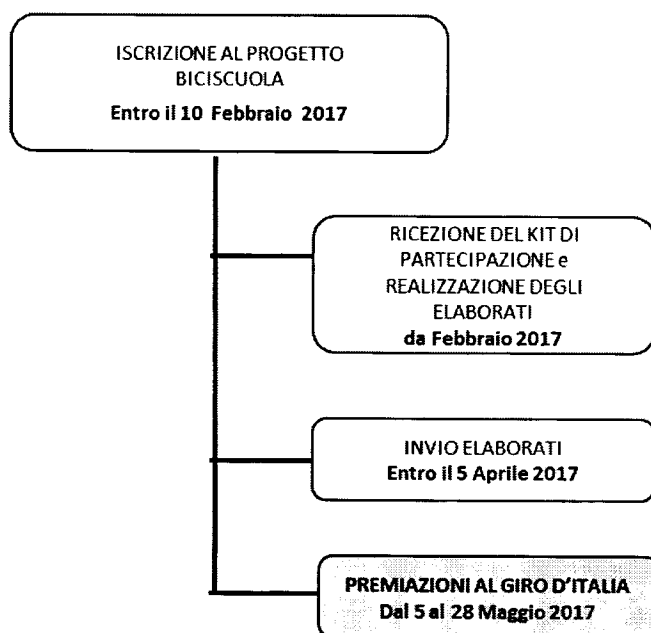 ISCRIZIONE AL PROGETTO
BICISCUOLA
Entro il 10 Febbraio 2017
RICEZIONE DEL KIT DI
PARTECIPAZIONE e
REALIZZAZIONE DEGLI
ELABORATI
da Febbraio 2017
INVIO ELABORATI
Entro il 5 Aprile 2017
PREMIAZIONI AL GIRO D'ITALIA
Dal 5 al 28 Maggio 2017